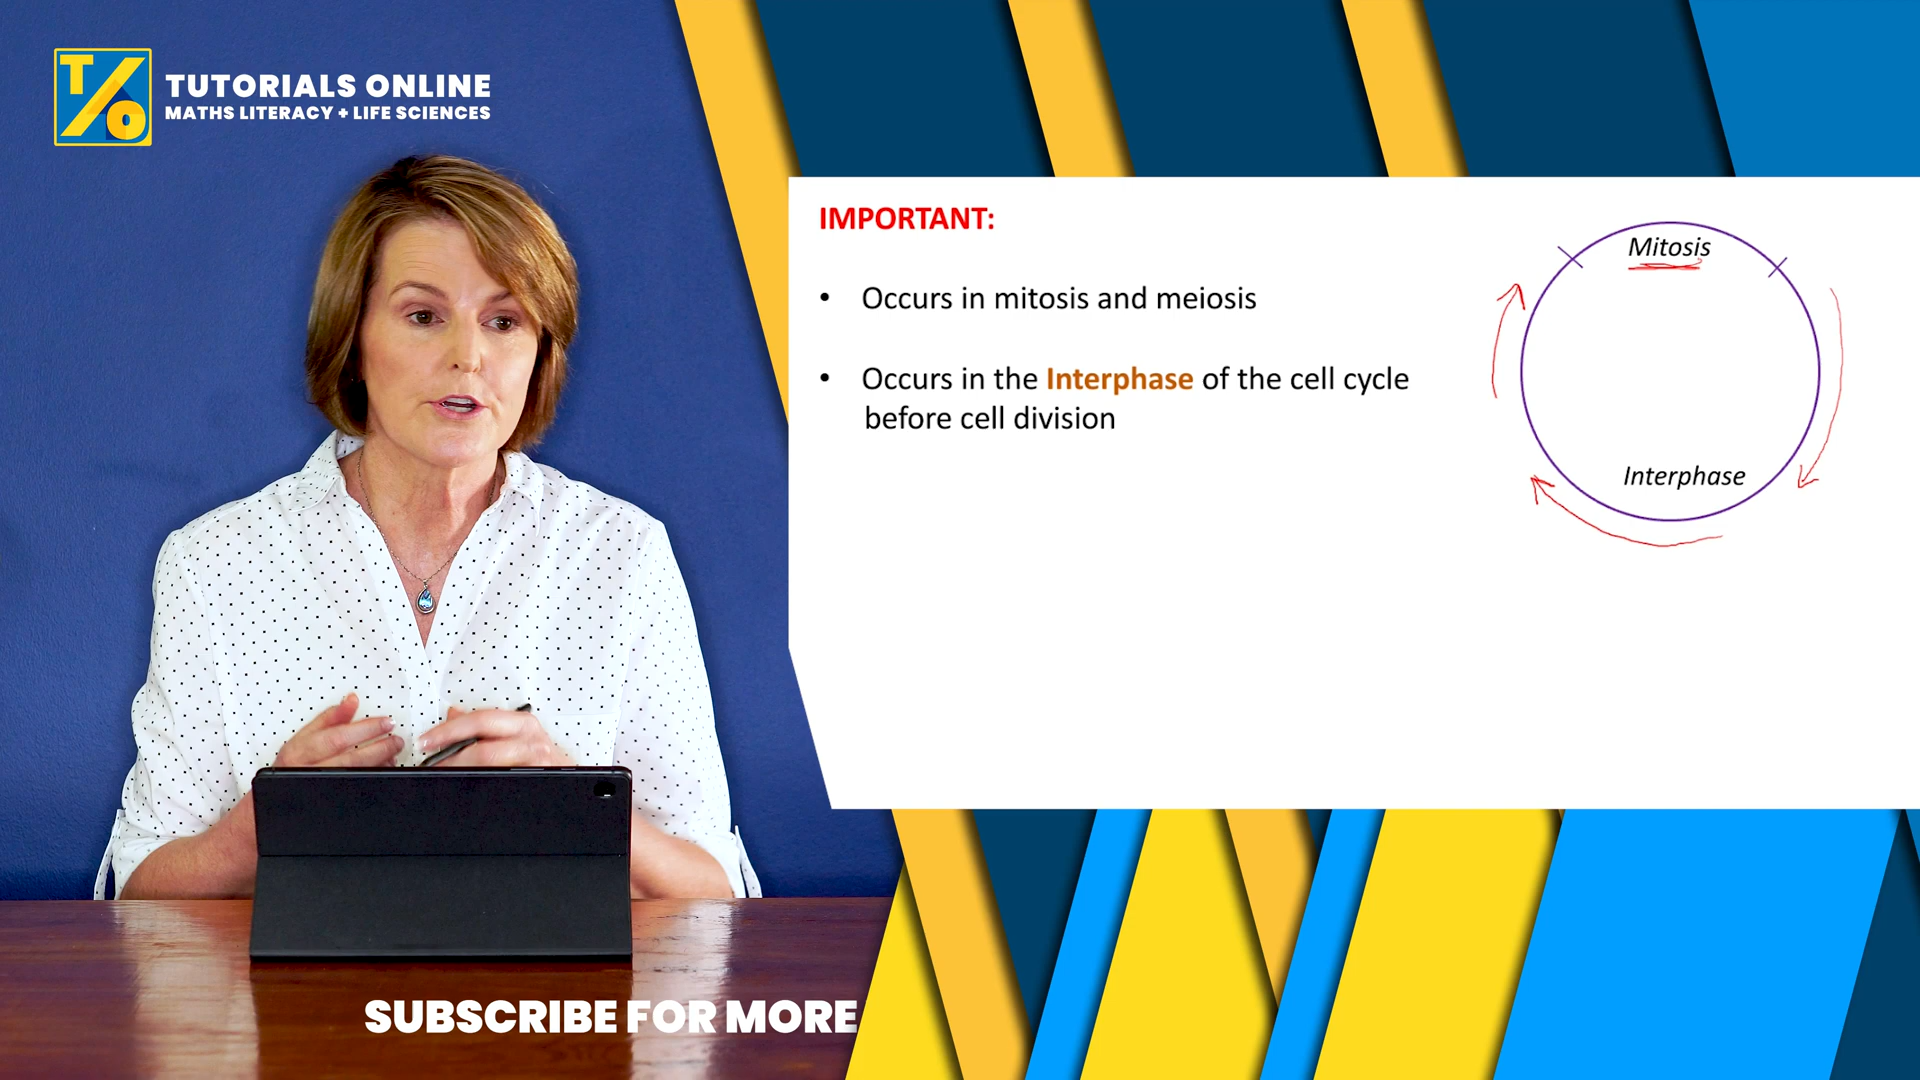 TUTORIALS ONLINE
MATHS LITERACY + LIFE SCIENCES
IMPORTANT:
• Occurs in mitosis and meiosis
• Occurs in the Interphase of the cell cycle
before cell division
Mitosis
Interphase
SUBSCRIBE FOR MORE